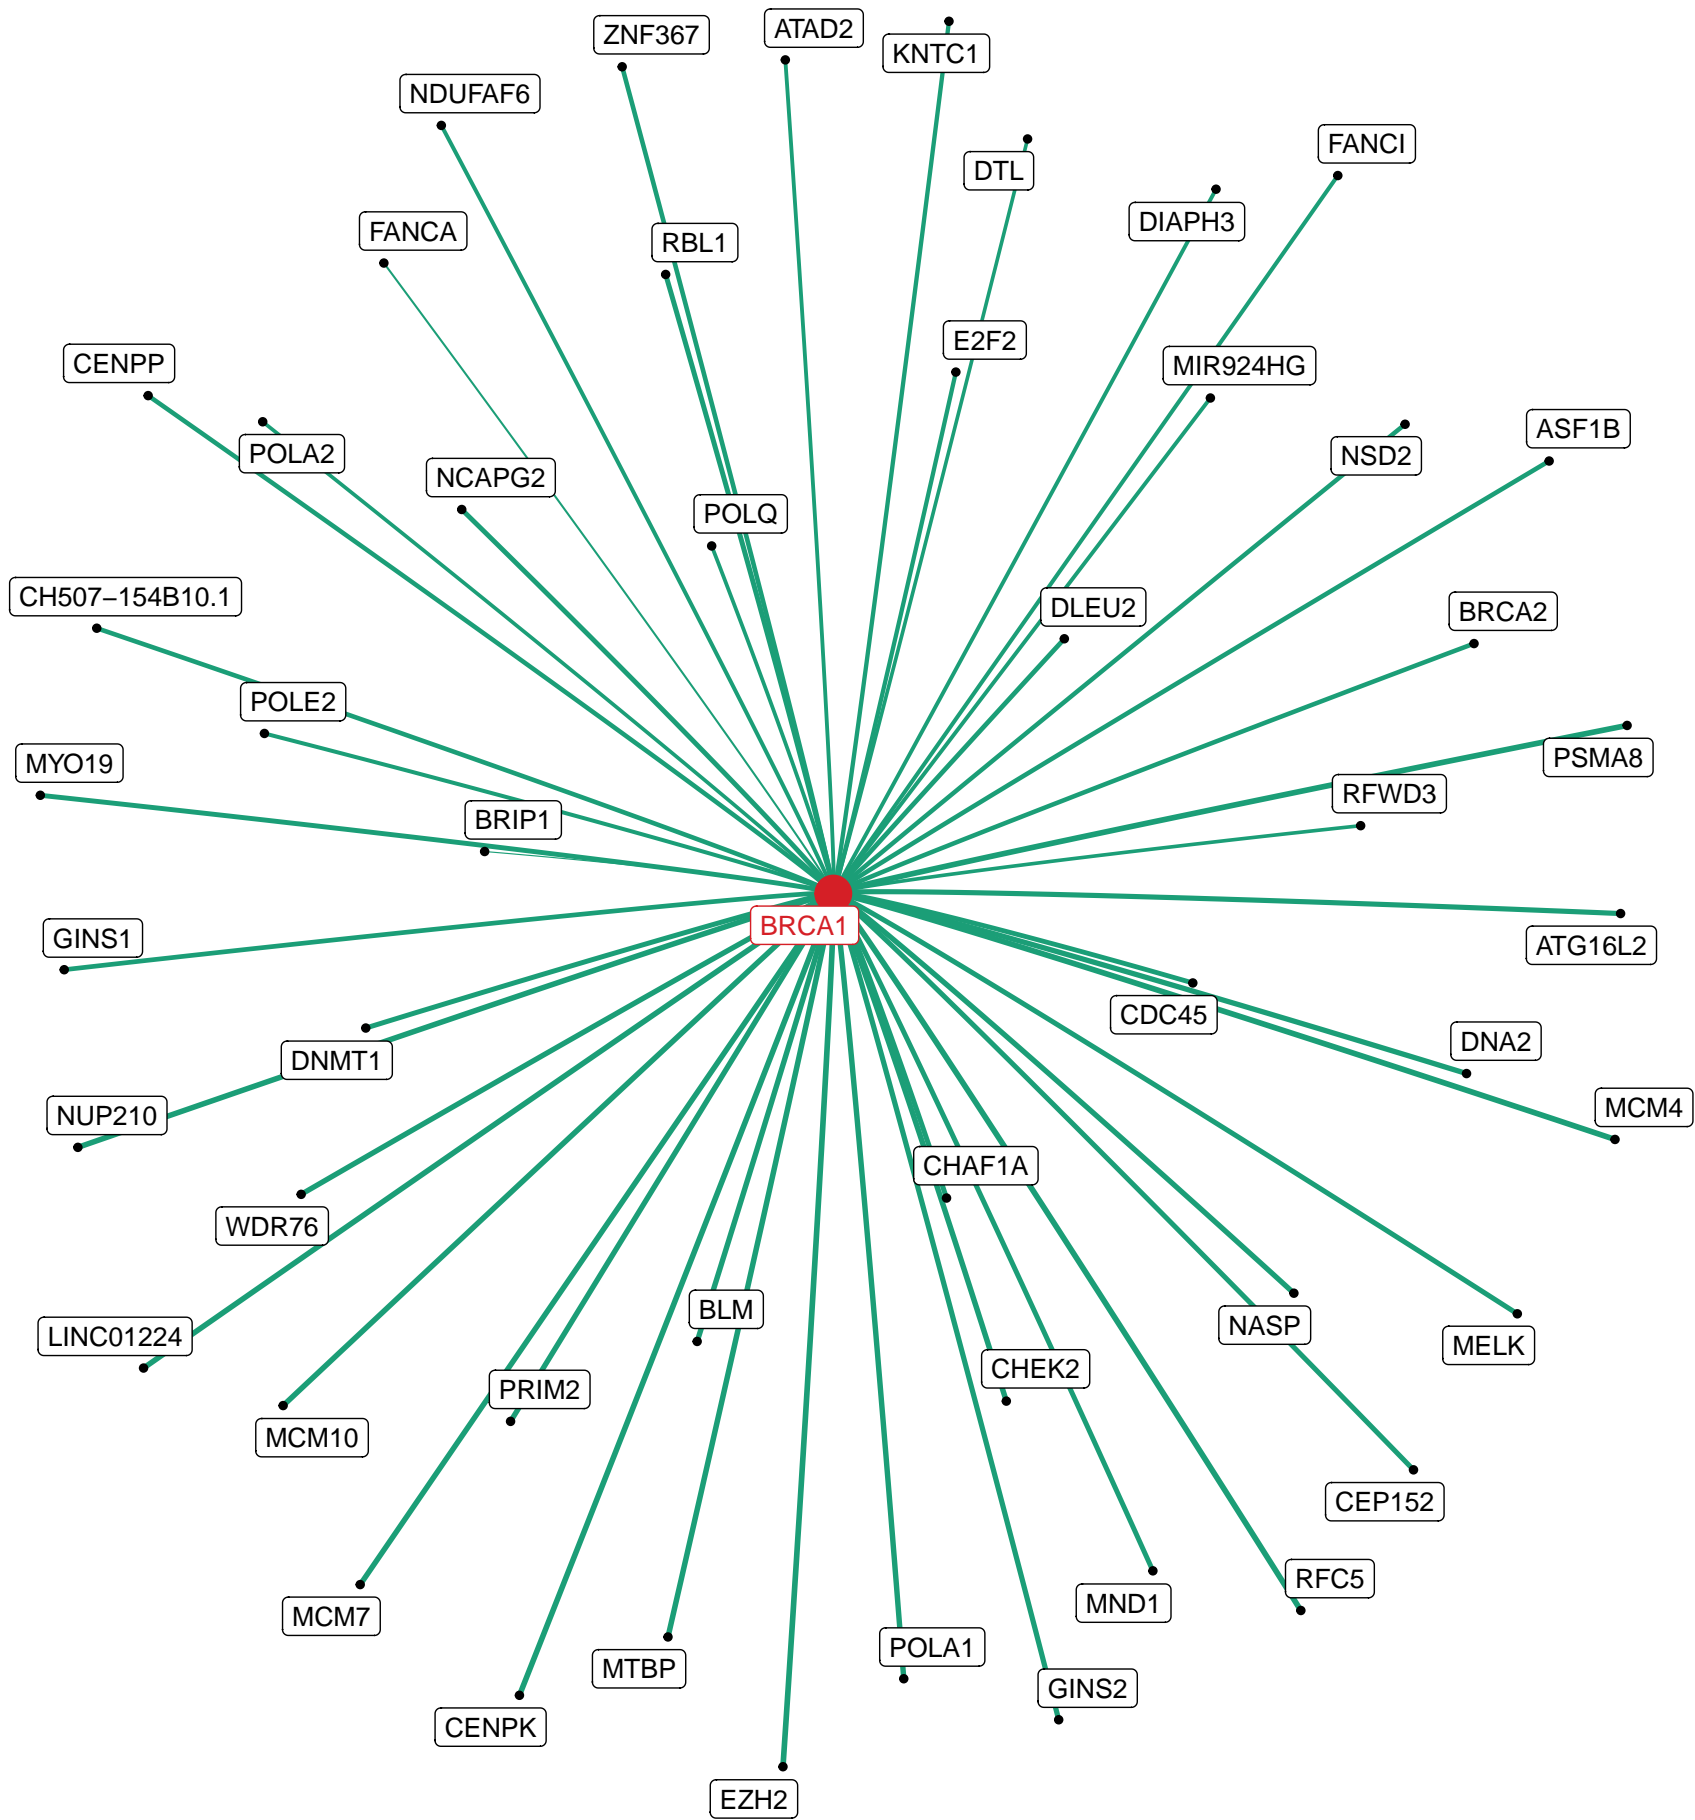 ZNF367
ATAD2
KNTC1
NDUFAF6
FANCI
DTL
DIAPH3
FANCA
RBL1
E2F2
CENPP
MIR924HG
ASF1B
POLA2
NSD2
NCAPG2
POLQ
CH507−154B10.1
DLEU2
BRCA2
POLE2
PSMA8
MYO19
RFWD3
BRIP1
BRCA1
GINS1
ATG16L2
CDC45
DNA2
DNMT1
MCM4
NUP210
CHAF1A
WDR76
BLM
NASP
LINC01224
MELK
CHEK2
PRIM2
MCM10
CEP152
RFC5
MND1
MCM7
POLA1
MTBP
GINS2
CENPK
EZH2